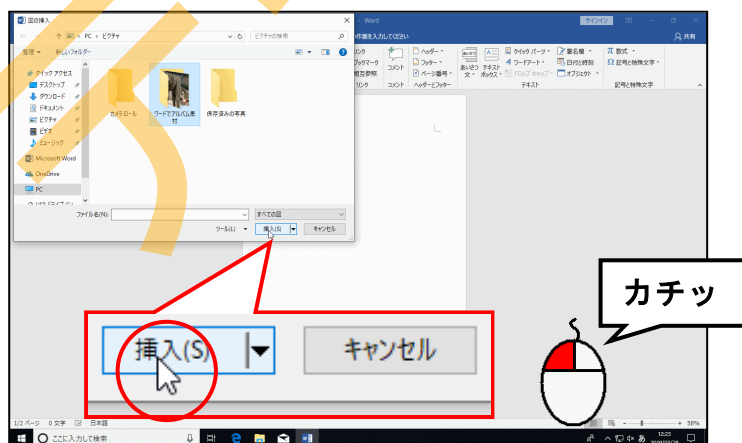 図の挿入
- Word
サインイン
PC › ピクチャ
ピクチャの検索
作業を入力してください
共有
整理
新しいフォルダー
クイック アクセス
デスクトップ
ダウンロード
ドキュメント
ピクチャ
ビデオ
ミュージック
Microsoft Word
OneDrive
PC
カメラロール
ワードでアルバム素材
保存済みの写真
ファイル名(N):
すべての図
ツール(L)
挿入(S)
キャンセル
コメント
コメント
ヘッダー
フッター
ページ番号
ヘッダーとフッター
あいさつ文
テキストボックス
クイック パーツ
ワードアート
ドロップ キャップ
署名欄
日付と時刻
オブジェクト
テキスト
数式
記号と特殊文字
記号と特殊文字
挿入(S)
キャンセル
カチッ
1/2 ページ
0 文字
日本語
58%
ここに入力して検索
あ
12:23